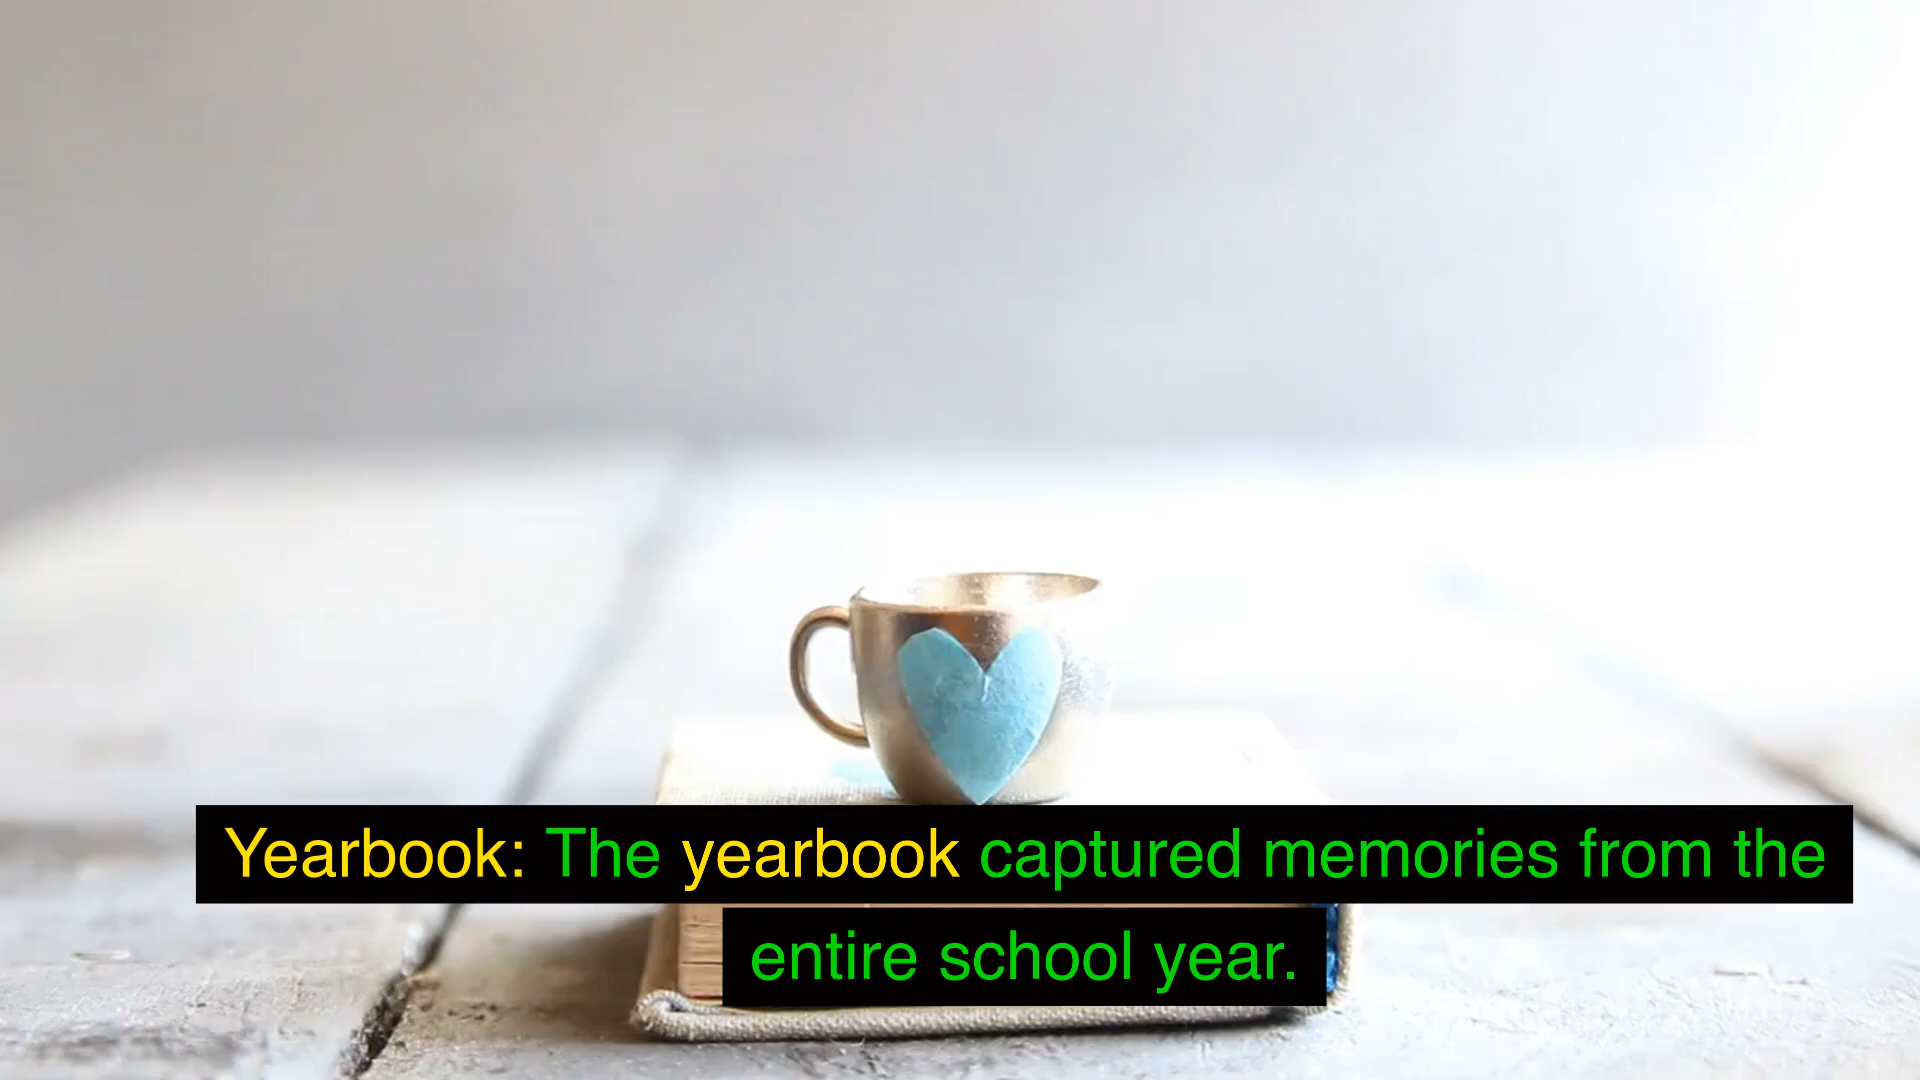 Yearbook: The yearbook captured memories from the
entire school year.